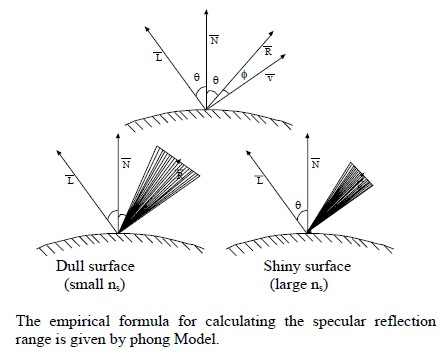 N
L
R
θ
θ
φ
v
L
N
R
L
N
θ
Dull surface
(small ns)
Shiny surface
(large ns)
The empirical formula for calculating the specular reflection
range is given by phong Model.